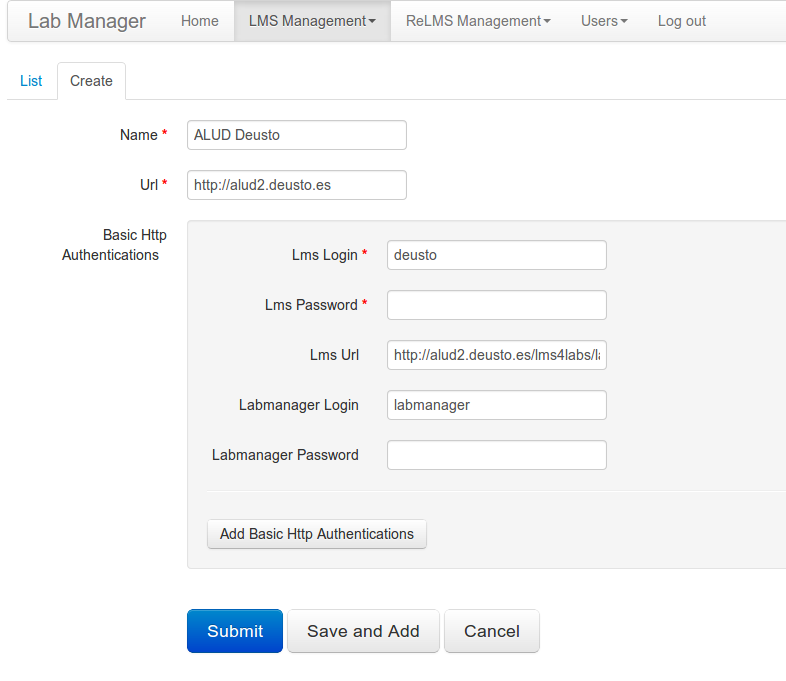 Lab Manager Home LMS Management ReLMS Management Users Log out
List Create
Name * ALUD Deusto
Url * http://alud2.deusto.es
Basic Http
Authentications
Lms Login * deusto
Lms Password *
Lms Url http://alud2.deusto.es/lms4labs/la
Labmanager Login labmanager
Labmanager Password
Add Basic Http Authentications
Submit Save and Add Cancel